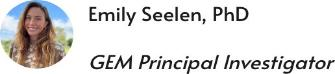 Emily Seelen, PhD
GEM Principal Investigator